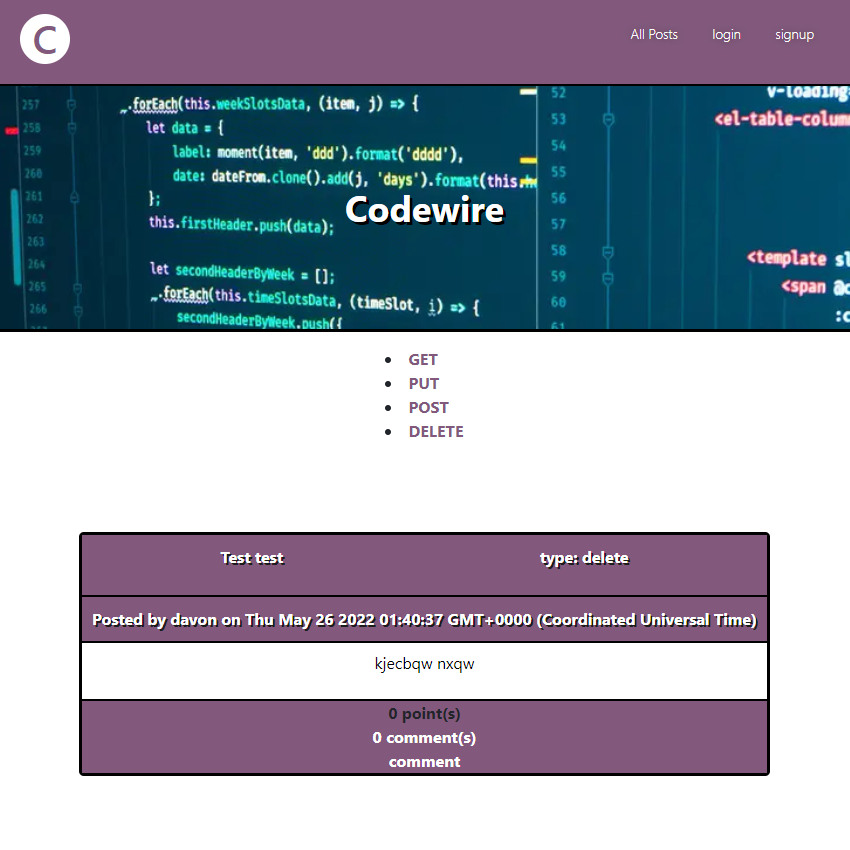 C
All Posts login signup
257 _.forEach(this.weekSlotsData, (item, j) => {
258 let data = {
259 label: moment(item, 'ddd').format('dddd'),
260 date: dateFrom.clone().add(j, 'days').format(this.
261 };
262 this.firstHeader.push(data);
263
264 let secondHeaderByWeek = [];
265 _.forEach(this.timeSlotsData, (timeSlot, i) => {
266 secondHeaderByWeek.push({
52 v-loading
53 <el-table-colum
54
55
56
57
58 <template sl
59 <span
60
61
Codewire
GET
PUT
POST
DELETE
Test test type: delete
Posted by davon on Thu May 26 2022 01:40:37 GMT+0000 (Coordinated Universal Time)
kjecbqw nxqw
0 point(s)
0 comment(s)
comment